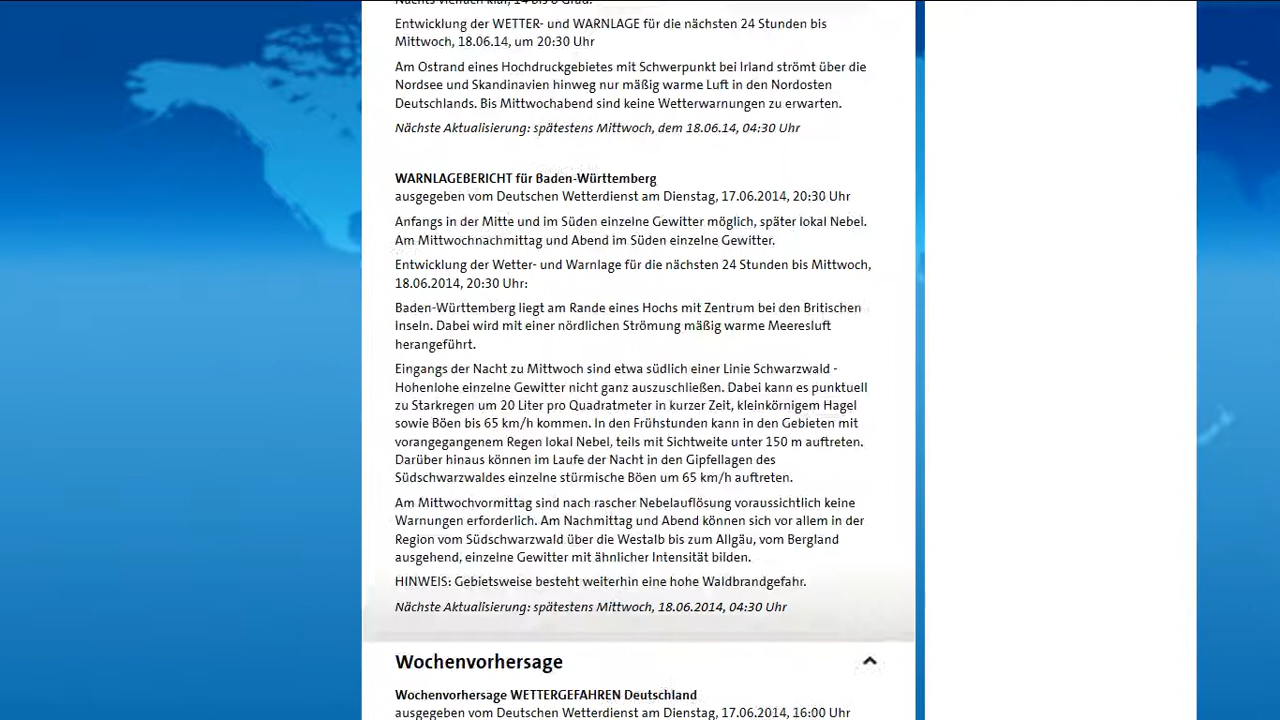 Nachts vielfach klar, 14 bis 8 Grad.
Entwicklung der WETTER- und WARNLAGE für die nächsten 24 Stunden bis
Mittwoch, 18.06.14, um 20:30 Uhr
Am Ostrand eines Hochdruckgebietes mit Schwerpunkt bei Irland strömt über die
Nordsee und Skandinavien hinweg nur mäßig warme Luft in den Nordosten
Deutschlands. Bis Mittwochabend sind keine Wetterwarnungen zu erwarten.
Nächste Aktualisierung: spätestens Mittwoch, dem 18.06.14, 04:30 Uhr
WARNLAGEBERICHT für Baden-Württemberg
ausgegeben vom Deutschen Wetterdienst am Dienstag, 17.06.2014, 20:30 Uhr
Anfangs in der Mitte und im Süden einzelne Gewitter möglich, später lokal Nebel.
Am Mittwochnachmittag und Abend im Süden einzelne Gewitter.
Entwicklung der Wetter- und Warnlage für die nächsten 24 Stunden bis Mittwoch,
18.06.2014, 20:30 Uhr:
Baden-Württemberg liegt am Rande eines Hochs mit Zentrum bei den Britischen
Inseln. Dabei wird mit einer nördlichen Strömung mäßig warme Meeresluft
herangeführt.
Eingangs der Nacht zu Mittwoch sind etwa südlich einer Linie Schwarzwald -
Hohenlohe einzelne Gewitter nicht ganz auszuschließen. Dabei kann es punktuell
zu Starkregen um 20 Liter pro Quadratmeter in kurzer Zeit, kleinkörnigem Hagel
sowie Böen bis 65 km/h kommen. In den Frühstunden kann in den Gebieten mit
vorangegangenem Regen lokal Nebel, teils mit Sichtweite unter 150 m auftreten.
Darüber hinaus können im Laufe der Nacht in den Gipfellagen des
Südschwarzwaldes einzelne stürmische Böen um 65 km/h auftreten.
Am Mittwochvormittag sind nach rascher Nebelauflösung voraussichtlich keine
Warnungen erforderlich. Am Nachmittag und Abend können sich vor allem in der
Region vom Südschwarzwald über die Westalb bis zum Allgäu, vom Bergland
ausgehend, einzelne Gewitter mit ähnlicher Intensität bilden.
HINWEIS: Gebietsweise besteht weiterhin eine hohe Waldbrandgefahr.
Nächste Aktualisierung: spätestens Mittwoch, 18.06.2014, 04:30 Uhr
Wochenvorhersage
Wochenvorhersage WETTERGEFAHREN Deutschland
ausgegeben vom Deutschen Wetterdienst am Dienstag, 17.06.2014, 16:00 Uhr